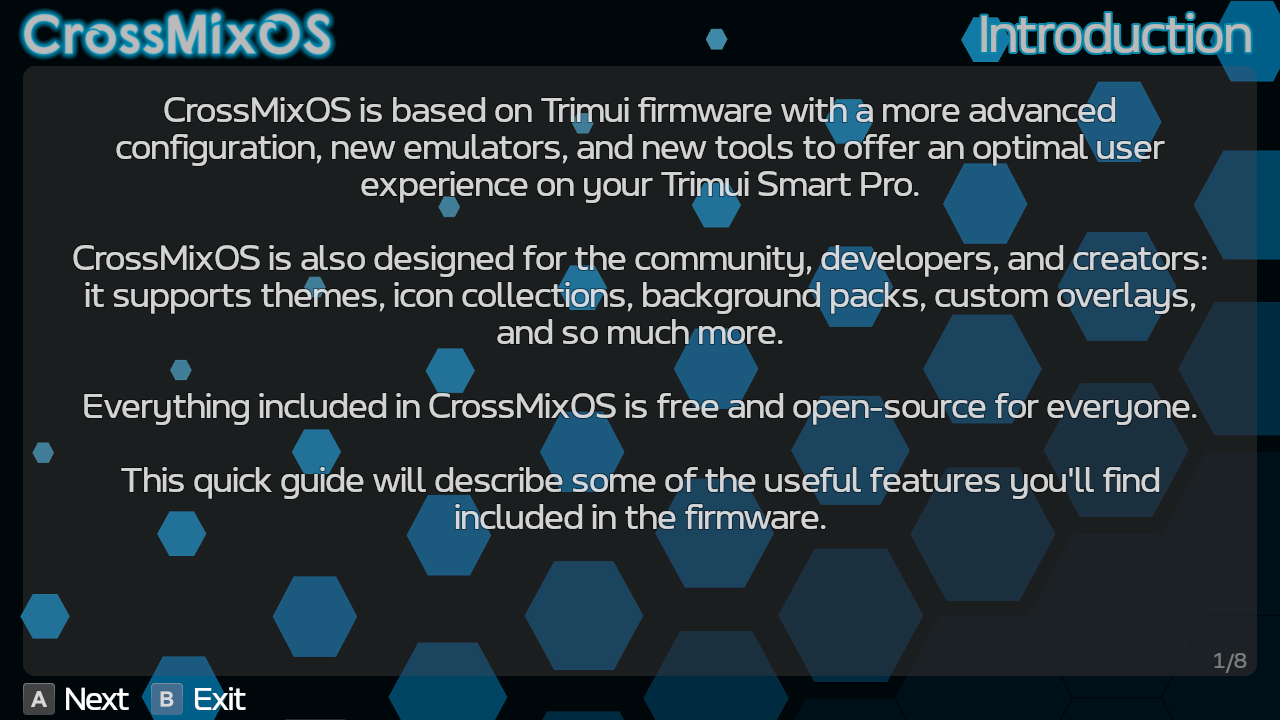 CrossMixOS
Introduction
CrossMixOS is based on Trimui firmware with a more advanced
configuration, new emulators, and new tools to offer an optimal user
experience on your Trimui Smart Pro.
CrossMixOS is also designed for the community, developers, and creators:
it supports themes, icon collections, background packs, custom overlays,
and so much more.
Everything included in CrossMixOS is free and open-source for everyone.
This quick guide will describe some of the useful features you'll find
included in the firmware.
1/8
A Next B Exit